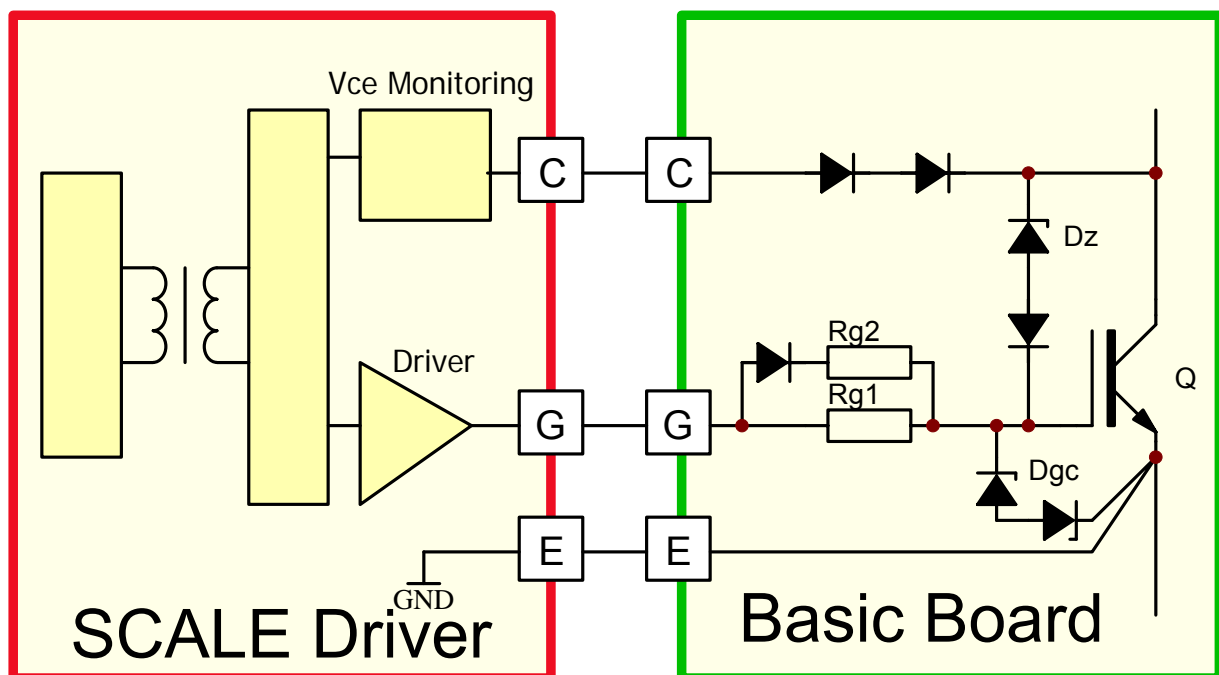 Vce Monitoring
C
C
Dz
Rg2
Driver
Rg1
Q
G
G
Dgc
E
E
GND
SCALE Driver
Basic Board